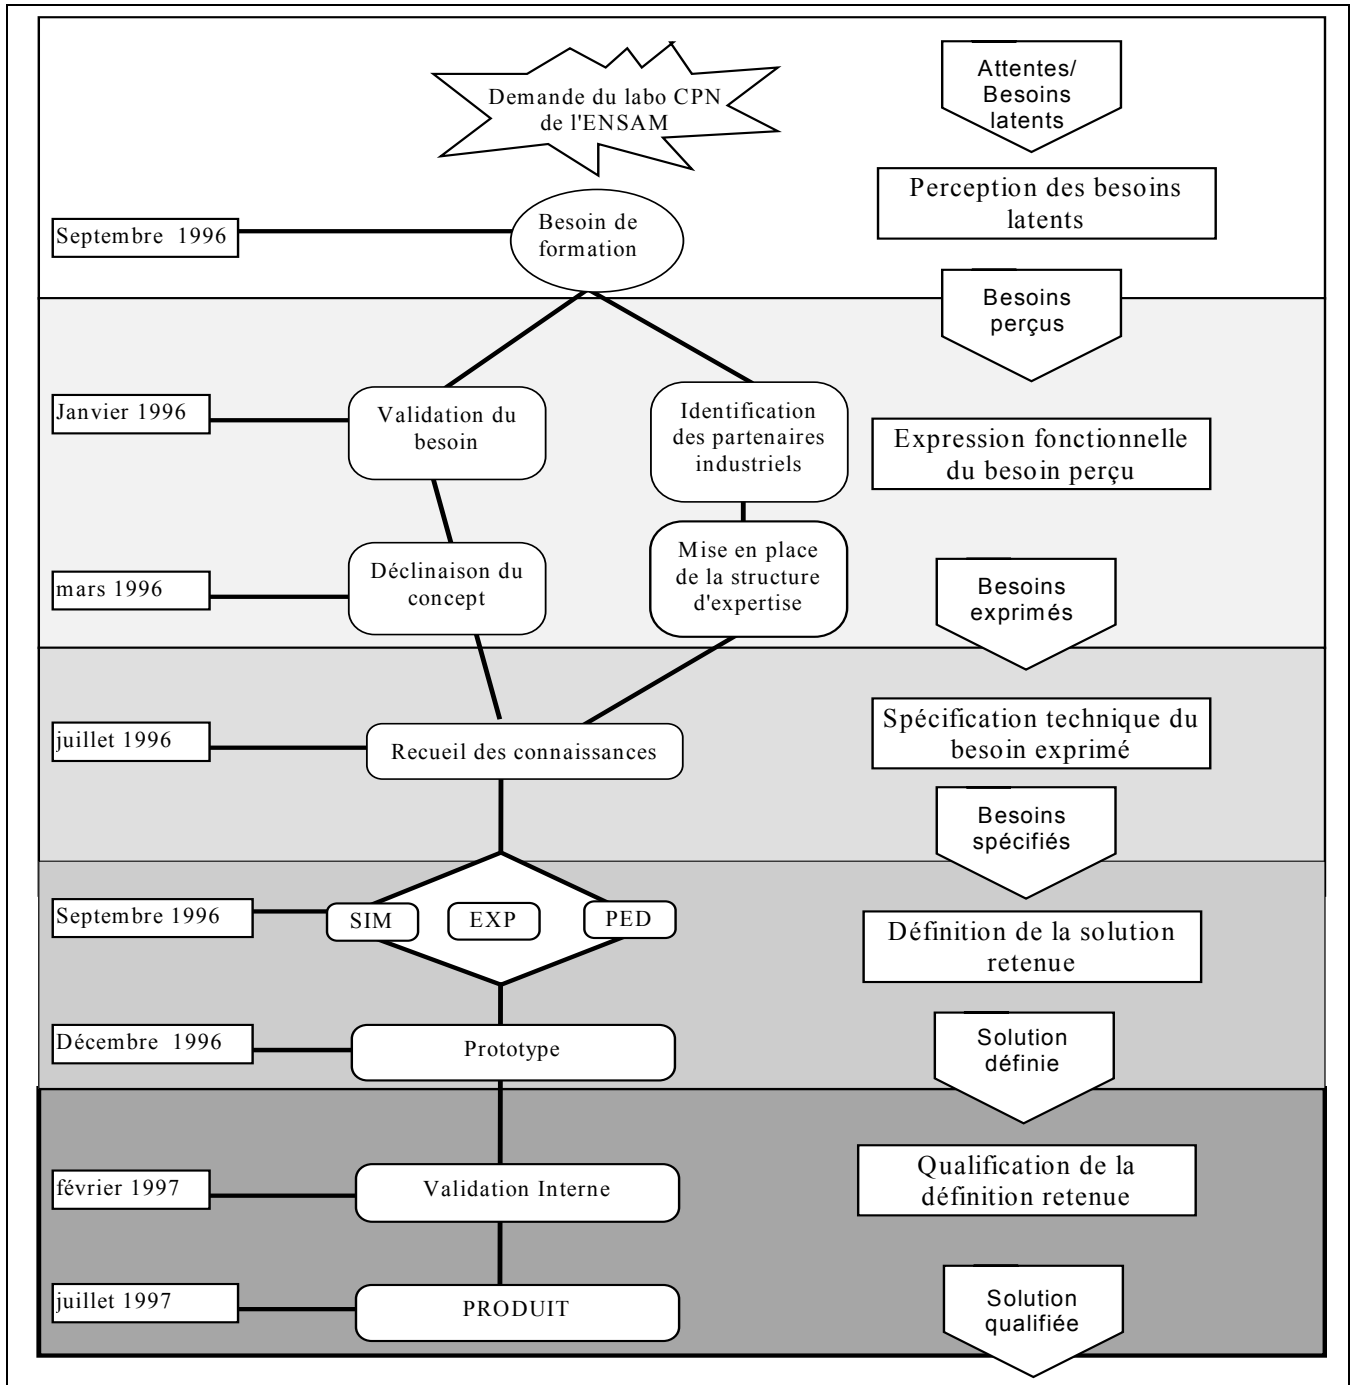 Demande du labo CPN
de l'ENSAM
Attentes/
Besoins
latents
Perception des besoins
latents
Septembre 1996
Besoin de
formation
Besoins
perçus
Janvier 1996
Validation du
besoin
Identification
des partenaires
industriels
Expression fonctionnelle
du besoin perçu
mars 1996
Déclinaison du
concept
Mise en place
de la structure
d'expertise
Besoins
exprimés
juillet 1996
Recueil des connaissances
Spécification technique du
besoin exprimé
Besoins
spécifiés
Septembre 1996
SIM
EXP
PED
Définition de la solution
retenue
Décembre 1996
Prototype
Solution
définie
février 1997
Validation Interne
Qualification de la
définition retenue
juillet 1997
PRODUIT
Solution
qualifiée